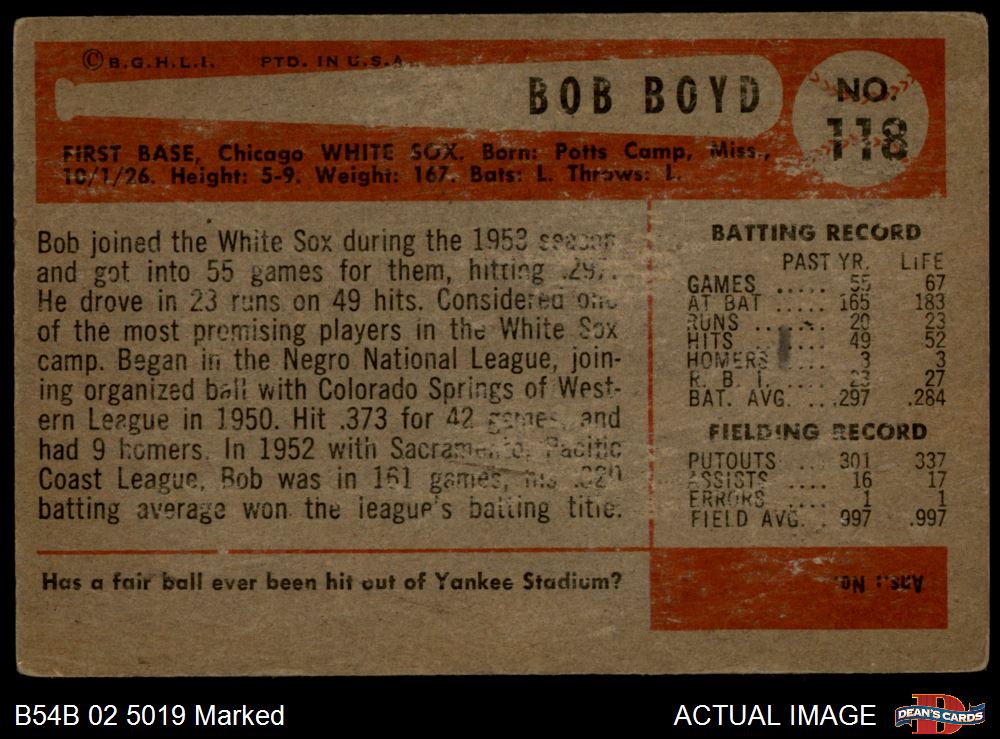 © B.G.H.L.I. PTD. IN U.S.A.
BOB BOYD
NO. 118
FIRST BASE, Chicago WHITE SOX. Born: Potts Camp, Miss.,
10/1/26. Height: 5-9. Weight: 167. Bats: L. Throws: L.
Bob joined the White Sox during the 1953 season
and got into 55 games for them, hitting .297.
He drove in 23 runs on 49 hits. Considered one
of the most promising players in the White Sox
camp. Began in the Negro National League, join-
ing organized ball with Colorado Springs of West-
ern League in 1950. Hit .373 for 42 games, and
had 9 homers. In 1952 with Sacramento, Pacific
Coast League, Bob was in 161 games, his
batting average won the league's batting title.
BATTING RECORD
PAST YR. LIFE
GAMES ..... 55 67
AT BAT ..... 165 183
RUNS ..... 20 23
HITS ..... 49 52
HOMERS 3 3
R. B. I. .... 23 27
BAT. AVG. ...297 .284
FIELDING RECORD
PUTOUTS 301 337
ASSISTS .... 16 17
ERRORS .... 1 1
FIELD AVG. . 997 .997
Has a fair ball ever been hit out of Yankee Stadium?
Ans.: No.
B54B 02 5019 Marked
ACTUAL IMAGE
DEAN'S CARDS